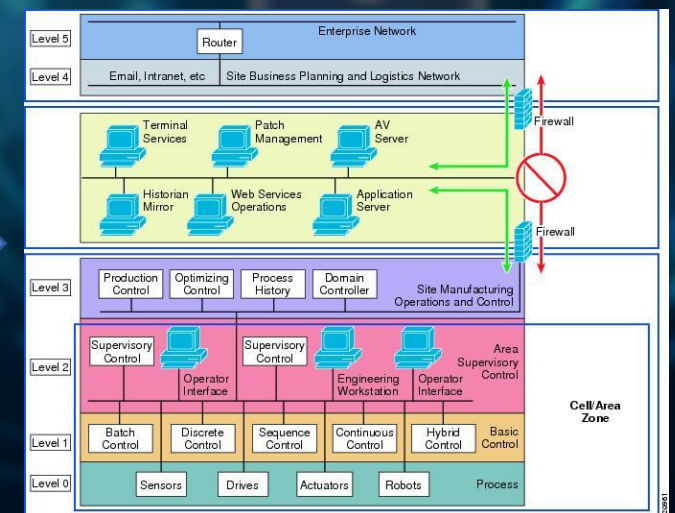 Level 5
Enterprise Network
Router
Level 4
Email, Intranet, etc
Site Business Planning and Logistics Network
Terminal
Services
Patch
Management
AV
Server
Firewall
Historian
Mirror
Web Services
Operations
Application
Server
Firewall
Level 3
Production
Control
Optimizing
Control
Process
History
Domain
Controller
Site Manufacturing
Operations and Control
Level 2
Supervisory
Control
Operator
Interface
Supervisory
Control
Engineering
Workstation
Operator
Interface
Area
Supervisory
Control
Cell/Area
Zone
Level 1
Batch
Control
Discrete
Control
Sequence
Control
Continuous
Control
Hybrid
Control
Basic
Control
Level 0
Sensors
Drives
Actuators
Robots
Process